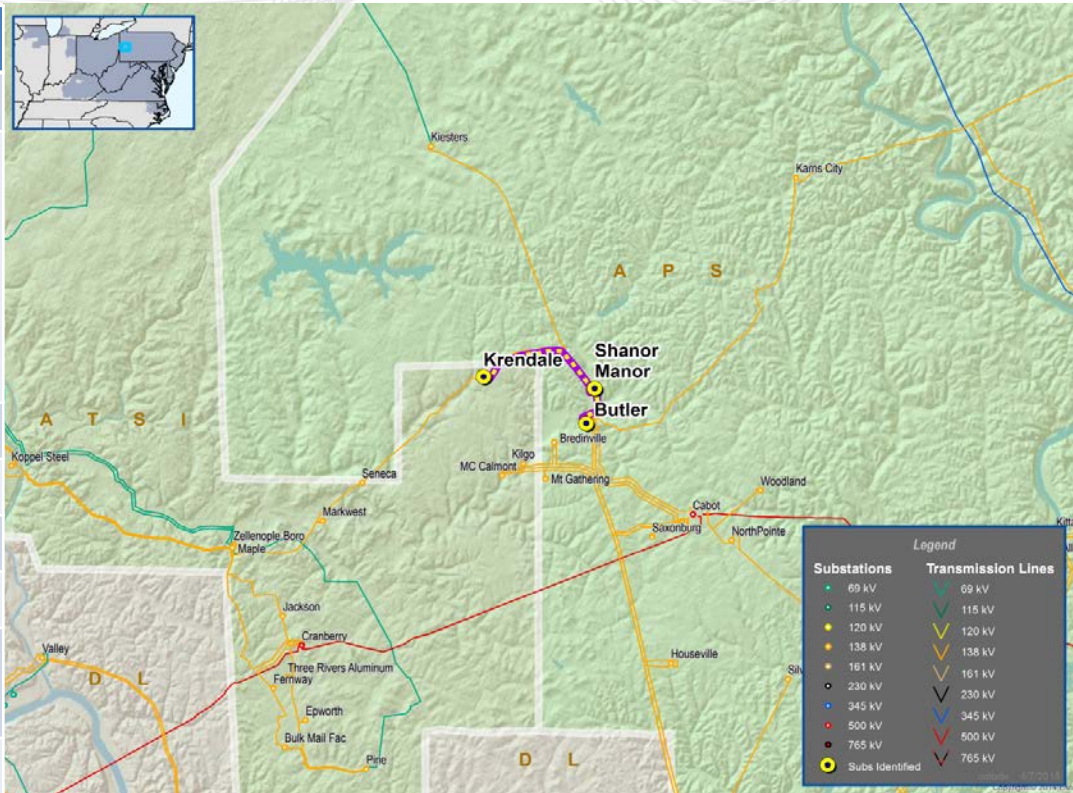 Kiesters
Karns City
A P S
Krendale
Shanor
Manor
Butler
Bredinville
A T S I
Koppel Steel
Kilgo
MC Calmont
Mt Gathering
Seneca
Woodland
Markwest
Cabot
Saxonburg
NorthPointe
Zellenople Boro
Maple
Jackson
Cranberry
Valley
Three Rivers Aluminum
Fernway
Houseville
D L
Epworth
Bulk Mail Fac
Pine
D L
Legend
Substations
69 kV
115 kV
120 kV
138 kV
161 kV
230 kV
345 kV
500 kV
765 kV
Subs Identified
Transmission Lines
69 kV
115 kV
120 kV
138 kV
161 kV
230 kV
345 kV
500 kV
765 kV